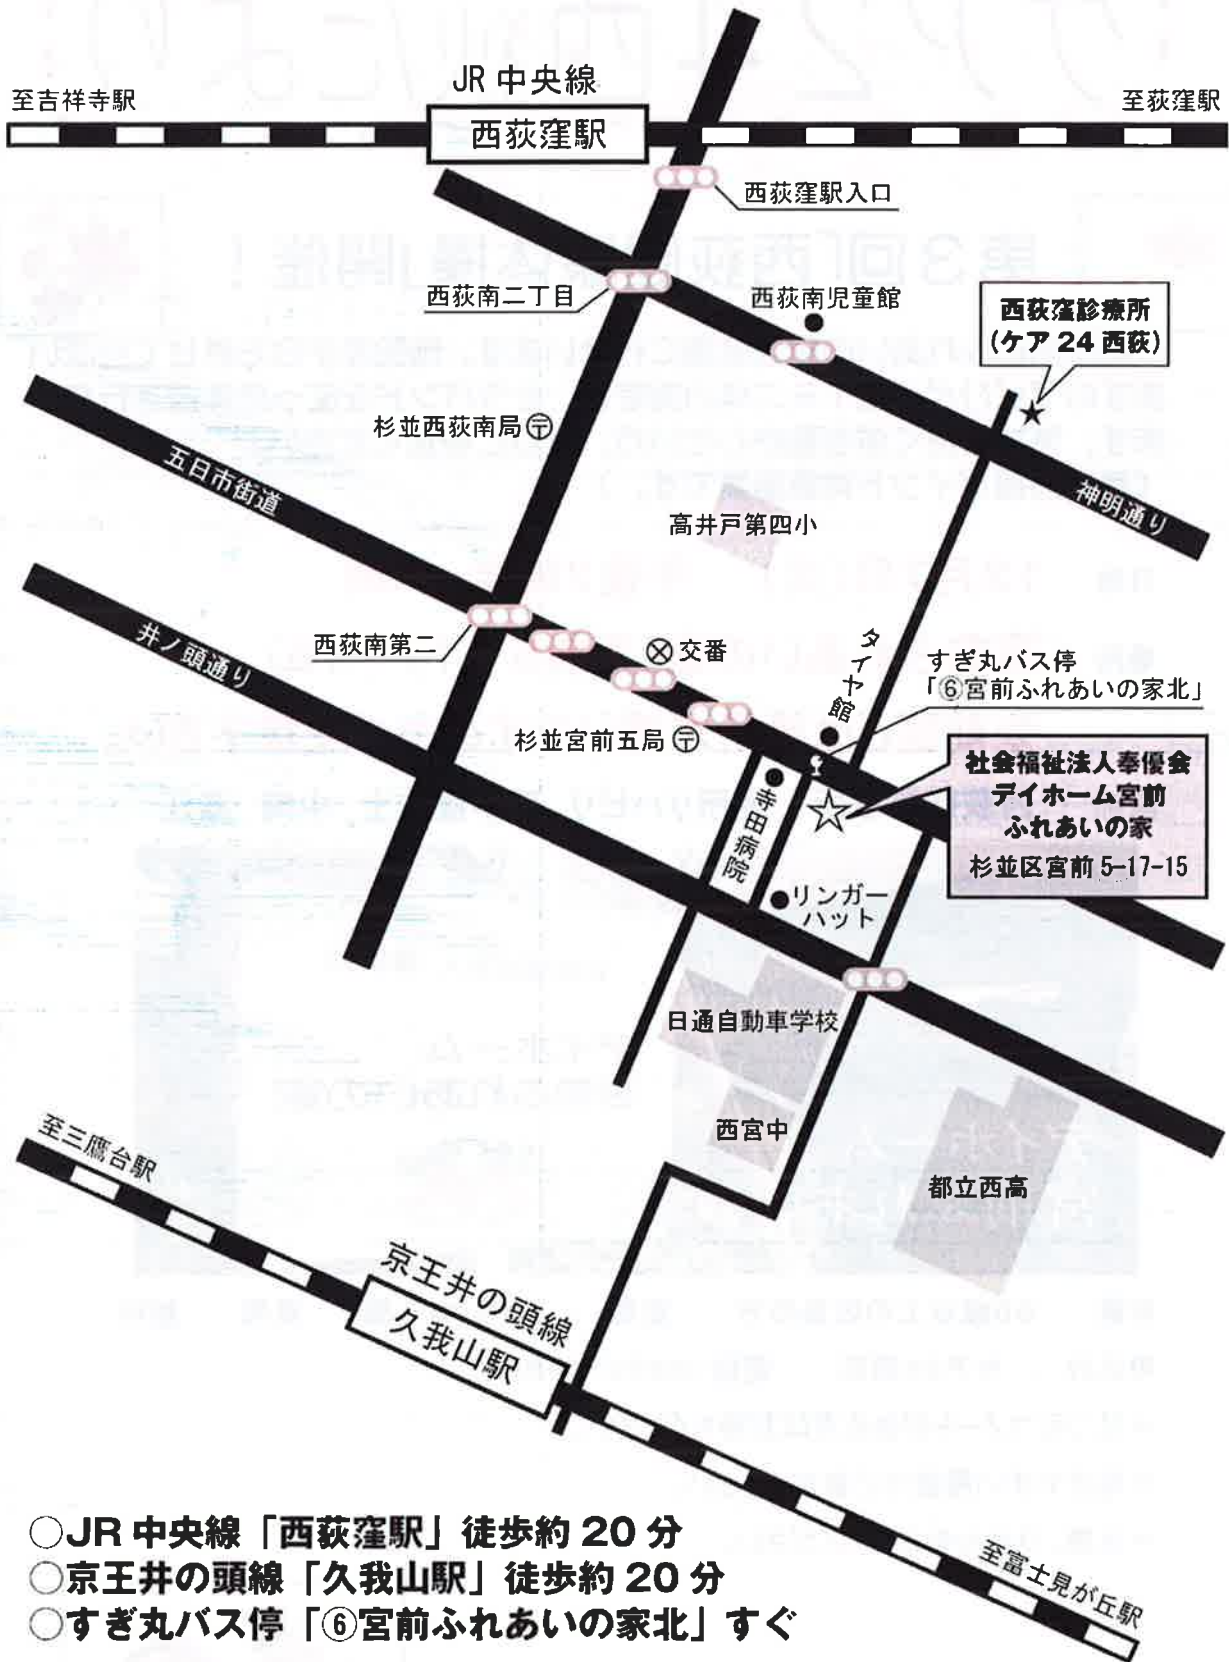 JR 中央線
至吉祥寺駅
西荻窪駅
至荻窪駅
西荻窪駅入口
西荻南二丁目
西荻南児童館
西荻窪診療所
(ケア 24 西荻)
杉並西荻南局〒
五日市街道
神明通り
高井戸第四小
西荻南第二
井ノ頭通り
交番
タイヤ館
すぎ丸バス停
「⑥宮前ふれあいの家北」
杉並宮前五局〒
社会福祉法人奉優会
デイホーム宮前
ふれあいの家
杉並区宮前 5-17-15
寺田病院
リンガー
ハット
日通自動車学校
西宮中
都立西高
至三鷹台駅
京王井の頭線
久我山駅
至富士見が丘駅
○JR 中央線「西荻窪駅」徒歩約 20 分
○京王井の頭線「久我山駅」徒歩約 20 分
○すぎ丸バス停「⑥宮前ふれあいの家北」すぐ